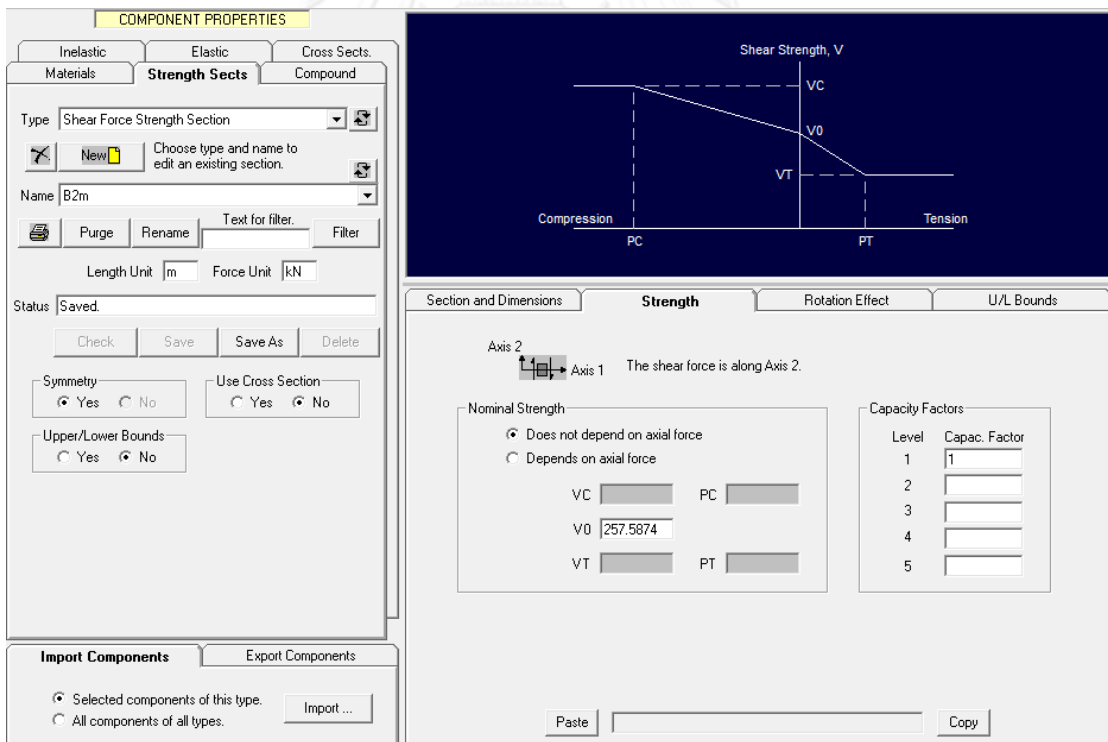 COMPONENT PROPERTIES
Inelastic Elastic Cross Sects.
Materials Strength Sects Compound
Type Shear Force Strength Section
New Choose type and name to
edit an existing section.
Name B2m
Purge Rename Text for filter. Filter
Length Unit m Force Unit kN
Status Saved.
Check Save Save As Delete
Symmetry
Yes No
Use Cross Section
Yes No
Upper/Lower Bounds
Yes No
Import Components Export Components
Selected components of this type.
All components of all types.
Import ...
Shear Strength, V
VC
V0
VT
Compression Tension
PC PT
Section and Dimensions Strength Rotation Effect U/L Bounds
Axis 2
Axis 1 The shear force is along Axis 2.
Nominal Strength
Does not depend on axial force
Depends on axial force
VC PC
V0 257.5874
VT PT
Capacity Factors
Level Capac. Factor
1 1
2
3
4
5
Paste Copy